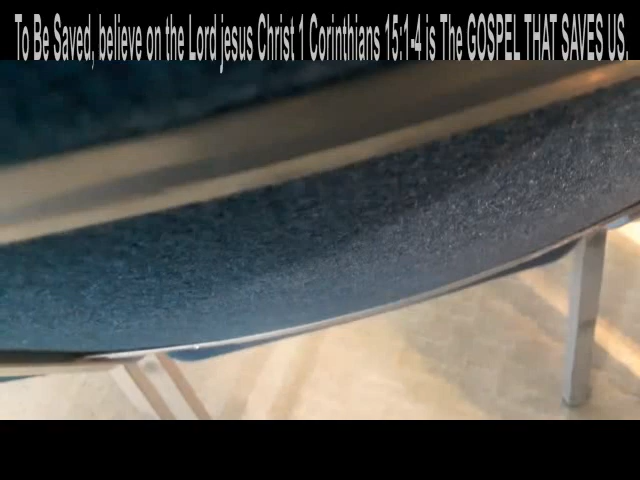 To Be Saved, believe on the Lord jesus Christ 1 Corinthians 15:1-4 is The GOSPEL THAT SAVES US.